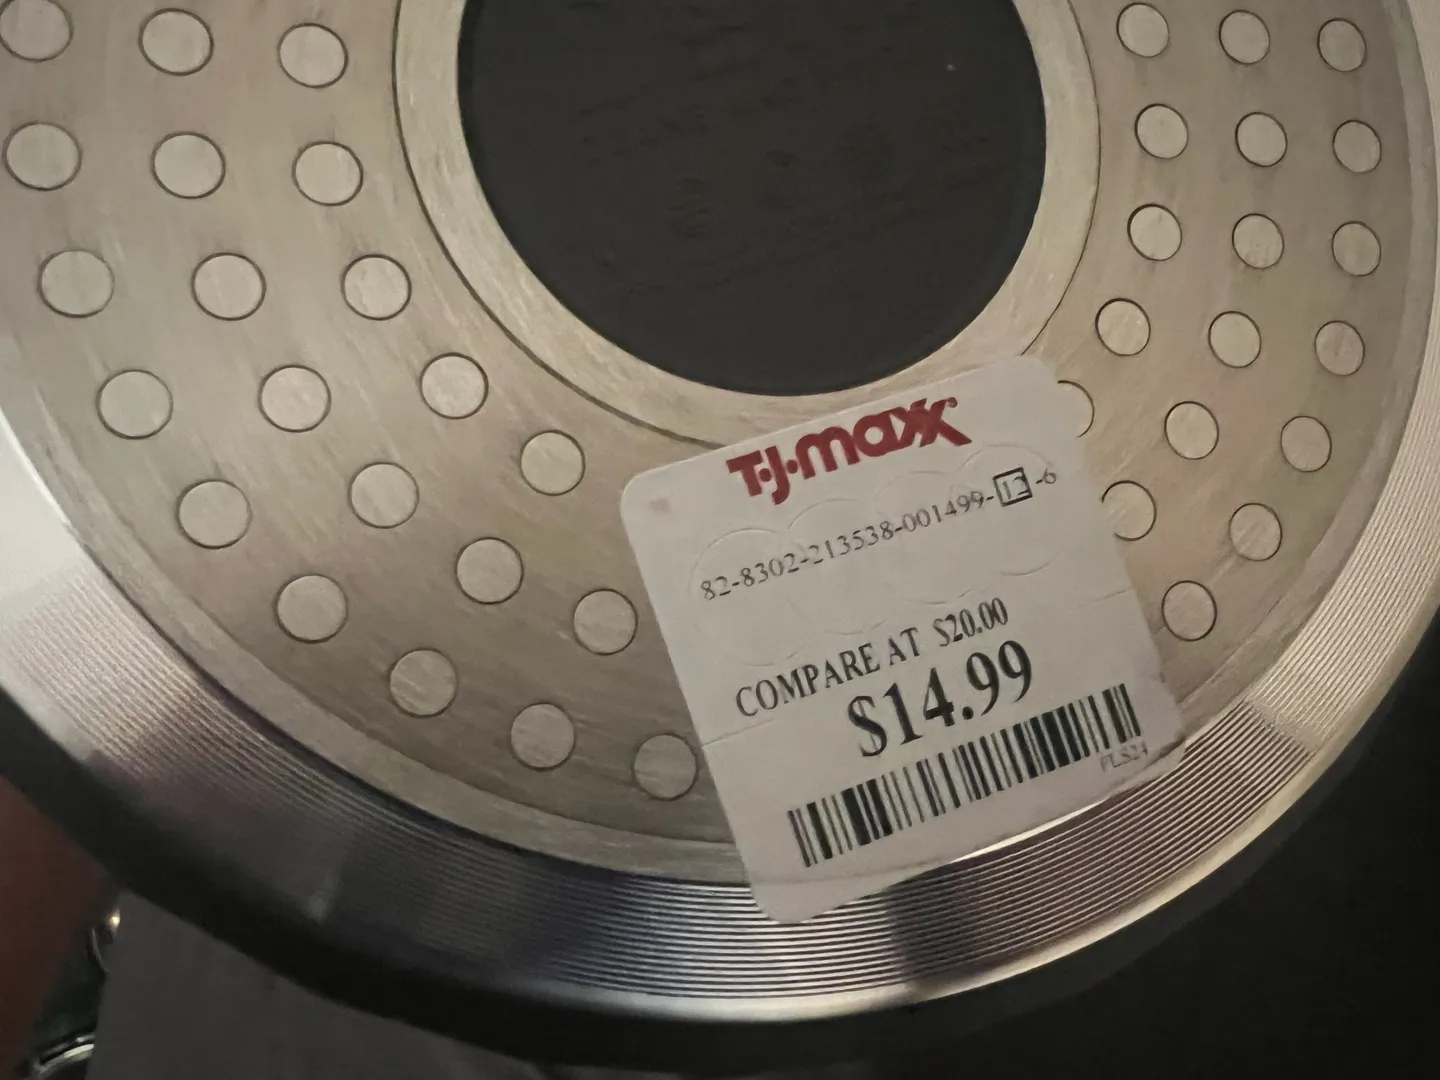 T·J·maxx
82-8302-213538-001499-12-6
COMPARE AT $20.00
$14.99
PLS24